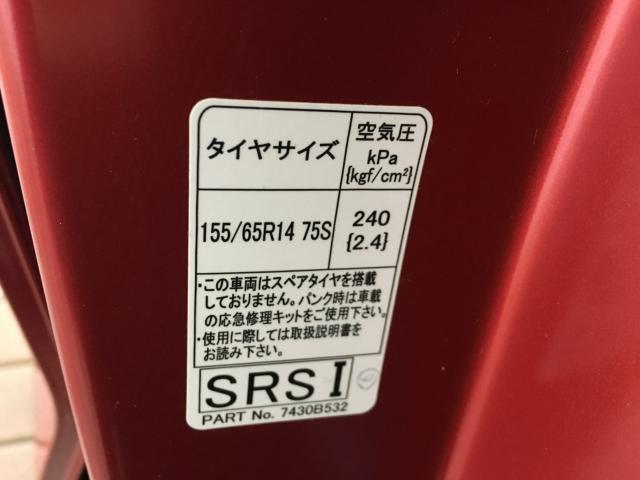 タイヤサイズ
空気圧
kPa
{kgf/cm²}
155/65R14 75S
240
{2.4}
・この車両はスペアタイヤを搭載
しておりません。パンク時は車載
の応急修理キットをご使用下さい。
・使用に際しては取扱説明書を
お読み下さい。
SRS I
PART No. 7430B532